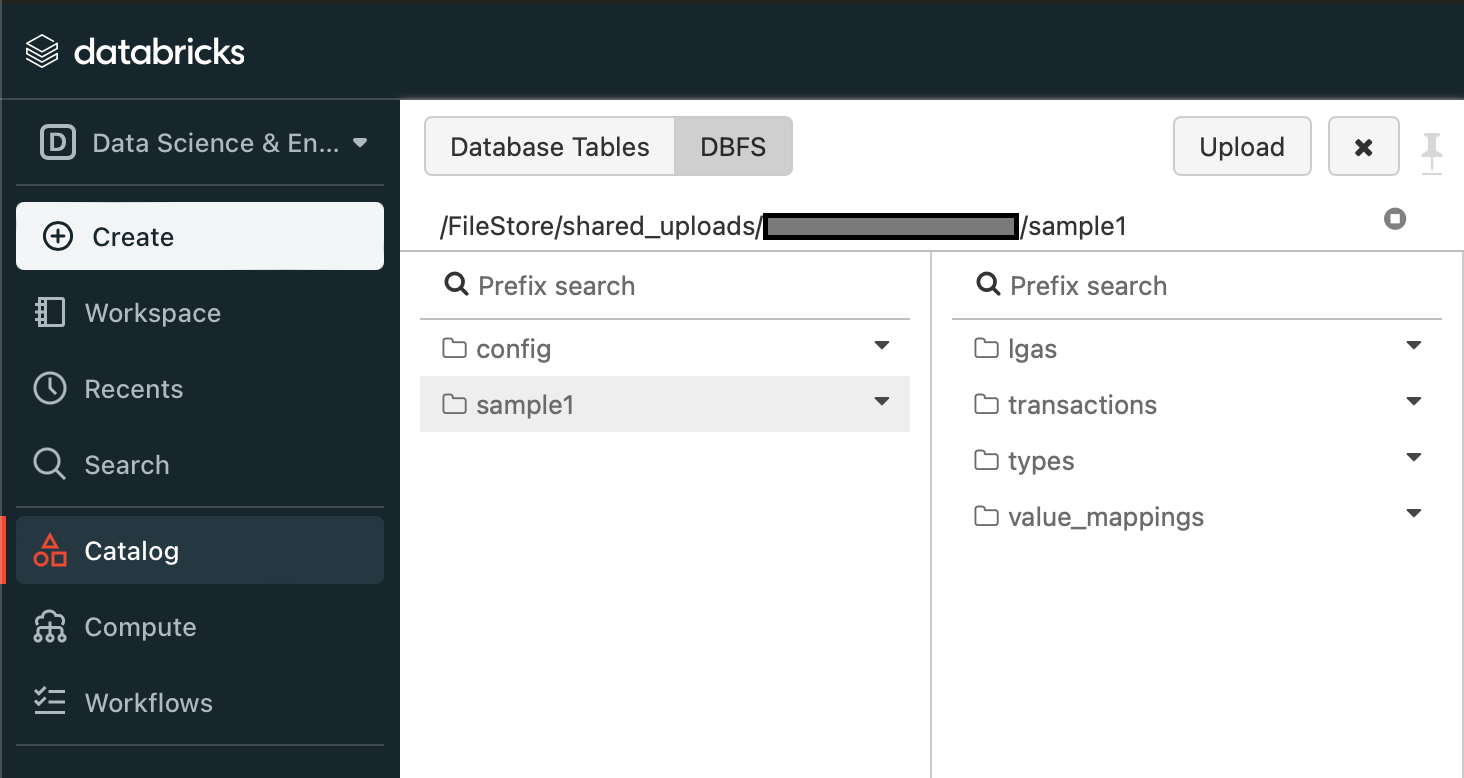 databricks
D Data Science & En...
Create
Workspace
Recents
Search
Catalog
Compute
Workflows
Database Tables DBFS Upload
/FileStore/shared_uploads/ /sample1
Prefix search
config
sample1
Prefix search
lgas
transactions
types
value_mappings